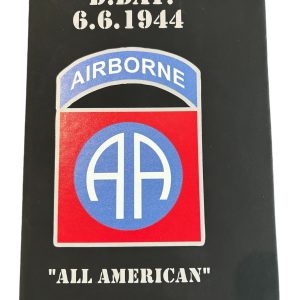 D.DAY.
6.6.1944
AIRBORNE
AA
"ALL AMERICAN"